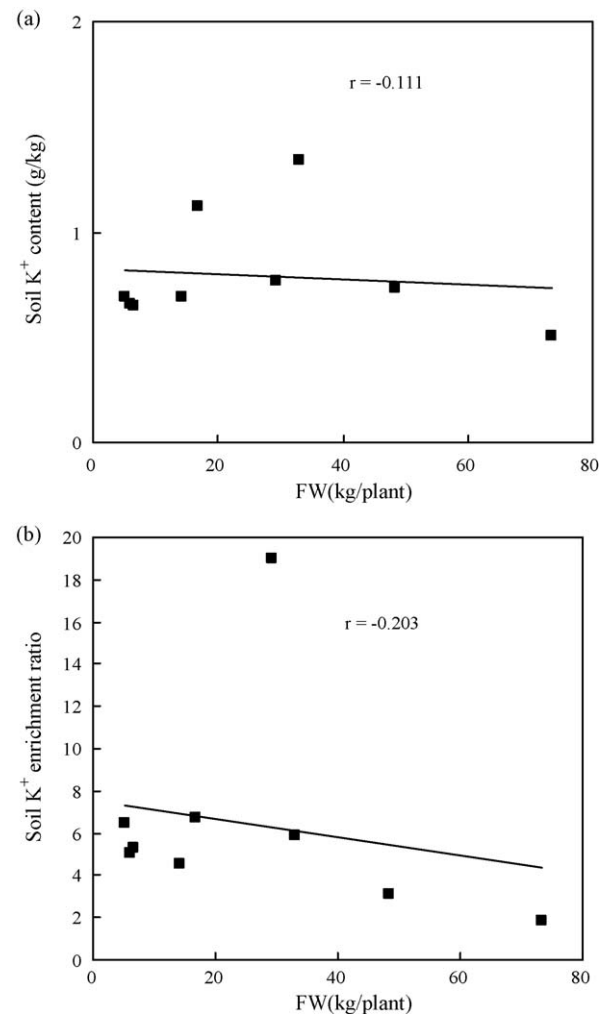 (a)
2
r = -0.111
1
Soil K⁺ content (g/kg)
0
0 20 40 60 80
FW(kg/plant)
(b)
20
18
16
r = -0.203
14
12
10
Soil K⁺ enrichment ratio
8
6
4
2
0
0 20 40 60 80
FW(kg/plant)